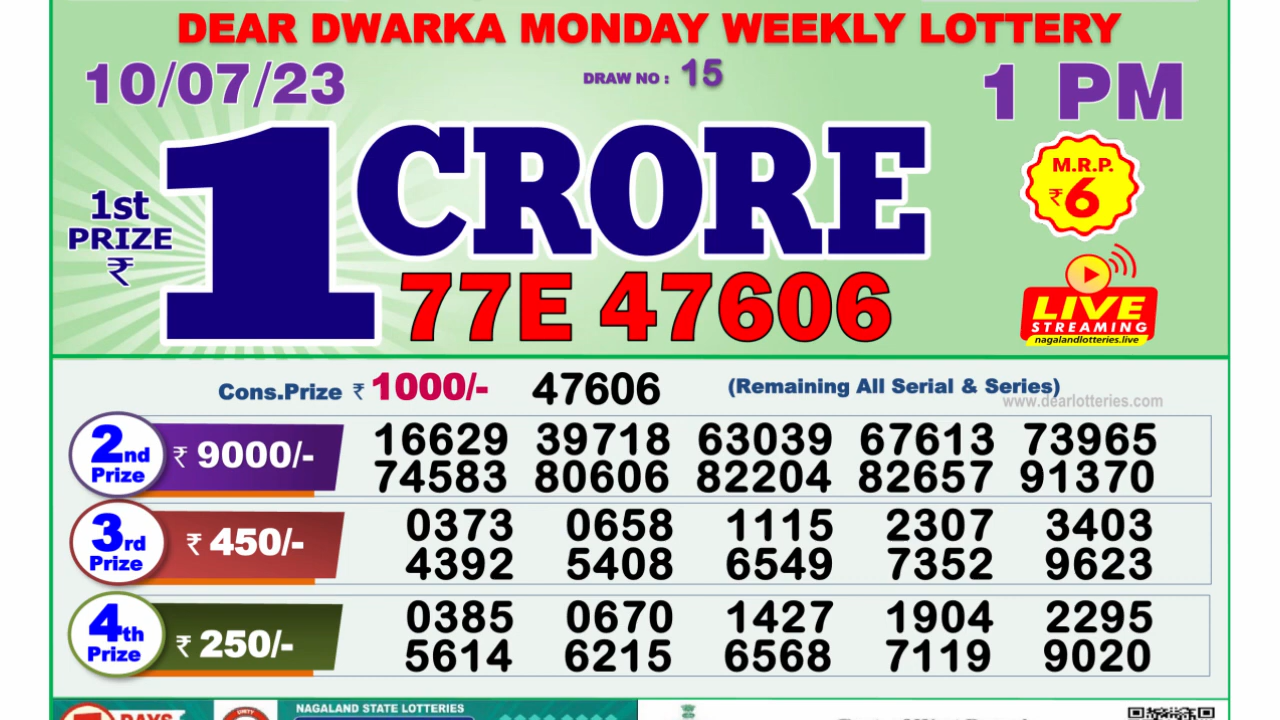 DEAR DWARKA MONDAY WEEKLY LOTTERY
10/07/23
DRAW NO : 15
1 PM
1st
PRIZE
₹
1 CRORE
77E 47606
M.R.P.
₹6
LIVE
STREAMING
nagalandlotteries.live
Cons.Prize ₹ 1000/- 47606 (Remaining All Serial & Series)
www.dearlotteries.com
2nd Prize ₹ 9000/-
16629 39718 63039 67613 73965
74583 80606 82204 82657 91370
3rd Prize ₹ 450/-
0373 0658 1115 2307 3403
4392 5408 6549 7352 9623
4th Prize ₹ 250/-
0385 0670 1427 1904 2295
5614 6215 6568 7119 9020
DAYS
NAGALAND STATE LOTTERIES